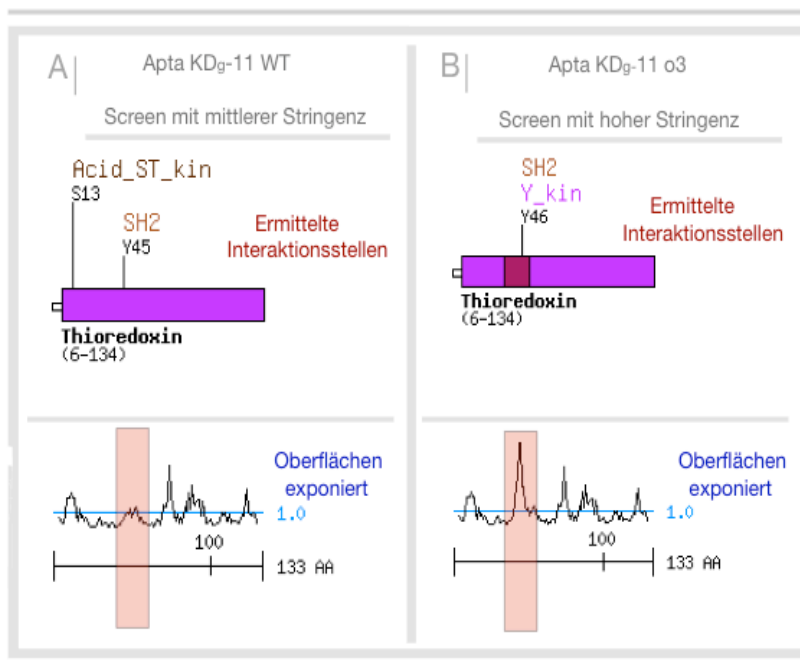 A
Apta KDg-11 WT
Screen mit mittlerer Stringenz
Acid_ST_kin
S13
SH2
Y45
Ermittelte
Interaktionsstellen
Thioredoxin
(6-134)
Oberflächen
exponiert
1.0
100
133 AA
B
Apta KDg-11 o3
Screen mit hoher Stringenz
SH2
Y_kin
Y46
Ermittelte
Interaktionsstellen
Thioredoxin
(6-134)
Oberflächen
exponiert
1.0
100
133 AA